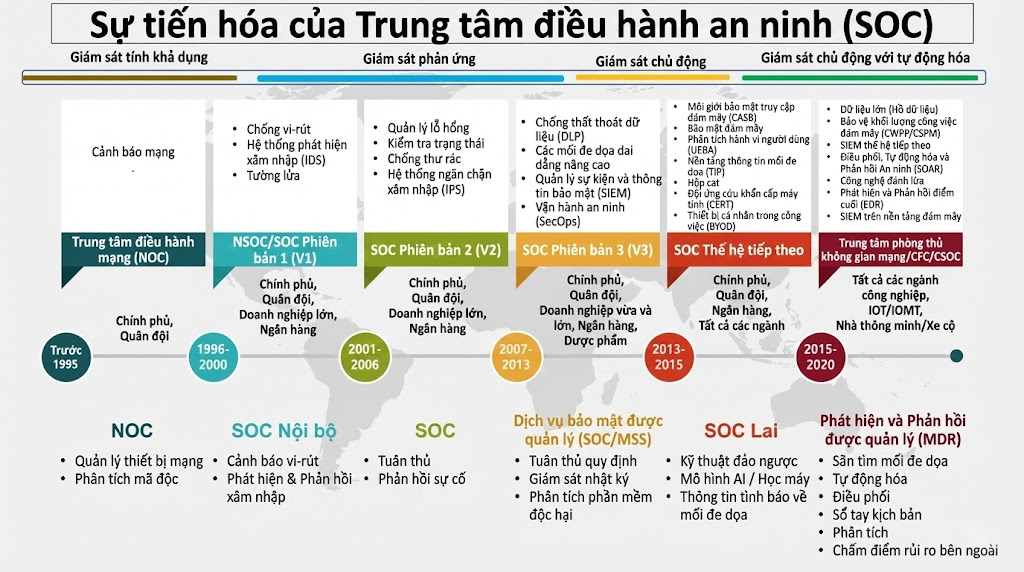 Sự tiến hóa của Trung tâm điều hành an ninh (SOC)
Giám sát tính khả dụng
Giám sát phản ứng
Giám sát chủ động
Giám sát chủ động với tự động hóa
Cảnh báo mạng
Trung tâm điều hành
mạng (NOC)
Chính phủ,
Quân đội
Trước
1995
NOC
• Quản lý thiết bị mạng
• Phân tích mã độc
• Chống vi-rút
• Hệ thống phát hiện
xâm nhập (IDS)
• Tường lửa
NSOC/SOC Phiên
bản 1 (V1)
Chính phủ,
Quân đội,
Doanh nghiệp lớn,
Ngân hàng
1996-
2000
SOC Nội bộ
• Cảnh báo vi-rút
• Phát hiện & Phản hồi
xâm nhập
• Quản lý lỗ hổng
• Kiểm tra trạng thái
• Chống thư rác
• Hệ thống ngăn chặn
xâm nhập (IPS)
SOC Phiên bản 2 (V2)
Chính phủ,
Quân đội,
Doanh nghiệp lớn,
Ngân hàng
2001-
2006
SOC
• Tuân thủ
• Phản hồi sự cố
• Chống thất thoát dữ
liệu (DLP)
• Các mối đe dọa dai
dẳng nâng cao
• Quản lý sự kiện và thông
tin bảo mật (SIEM)
• Vận hành an ninh
(SecOps)
SOC Phiên bản 3 (V3)
Chính phủ,
Quân đội,
Doanh nghiệp vừa và
lớn, Ngân hàng,
Dược phẩm
2007-
2013
Dịch vụ bảo mật được
quản lý (SOC/MSS)
• Tuân thủ quy định
• Giám sát nhật ký
• Phân tích phần mềm
độc hại
• Môi giới bảo mật truy cập
đám mây (CASB)
• Bảo mật đám mây
• Phân tích hành vi người dùng
(UEBA)
• Nền tảng thông tin mối đe
dọa (TIP)
• Hộp cát
• Đội ứng cứu khẩn cấp máy
tính (CERT)
• Thiết bị cá nhân trong công
việc (BYOD)
SOC Thế hệ tiếp theo
Chính phủ,
Quân đội,
Ngân hàng,
Tất cả các ngành
2013-
2015
SOC Lai
• Kỹ thuật đảo ngược
• Mô hình AI / Học máy
• Thông tin tình báo về
mối đe dọa
• Dữ liệu lớn (Hồ dữ liệu)
• Bảo vệ khối lượng công việc
đám mây (CWPP/CSPM)
• SIEM thế hệ tiếp theo
• Điều phối, Tự động hóa và
Phản hồi An ninh (SOAR)
• Công nghệ đánh lừa
• Phát hiện và Phản hồi điểm
cuối (EDR)
• SIEM trên nền tảng đám mây
Trung tâm phòng thủ
không gian mạng/CFC/CSOC
Tất cả các ngành
công nghiệp,
IOT/IOMT,
Nhà thông minh/Xe cộ
2015-
2020
Phát hiện và Phản hồi
được quản lý (MDR)
• Săn tìm mối đe dọa
• Tự động hóa
• Điều phối
• Sổ tay kịch bản
• Phân tích
• Chấm điểm rủi ro bên ngoài